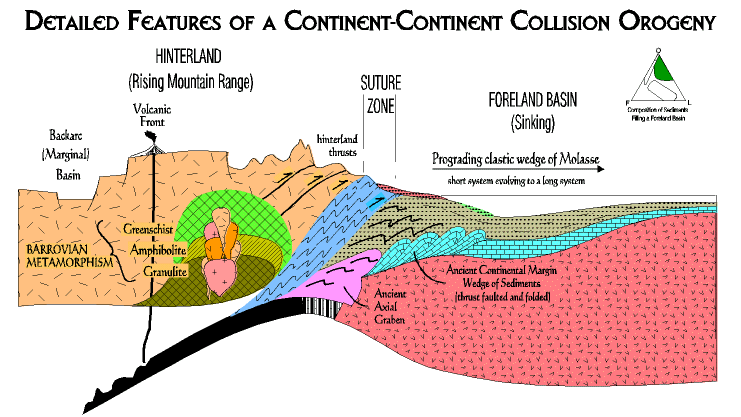 DETAILED FEATURES OF A CONTINENT-CONTINENT COLLISION OROGENY
HINTERLAND
(Rising Mountain Range)
SUTURE
ZONE
FORELAND BASIN
(Sinking)
Q
F
L
Composition of Sediments
Filling a Foreland Basin
Volcanic
Front
Backarc
(Marginal)
Basin
hinterland
thrusts
Prograding clastic wedge of Molasse
short system evolving to a long system
Greenschist
Amphibolite
Granulite
BARROVIAN
METAMORPHISM
Ancient Continental Margin
Wedge of Sediments
(thrust faulted and folded)
Ancient
Axial
Graben